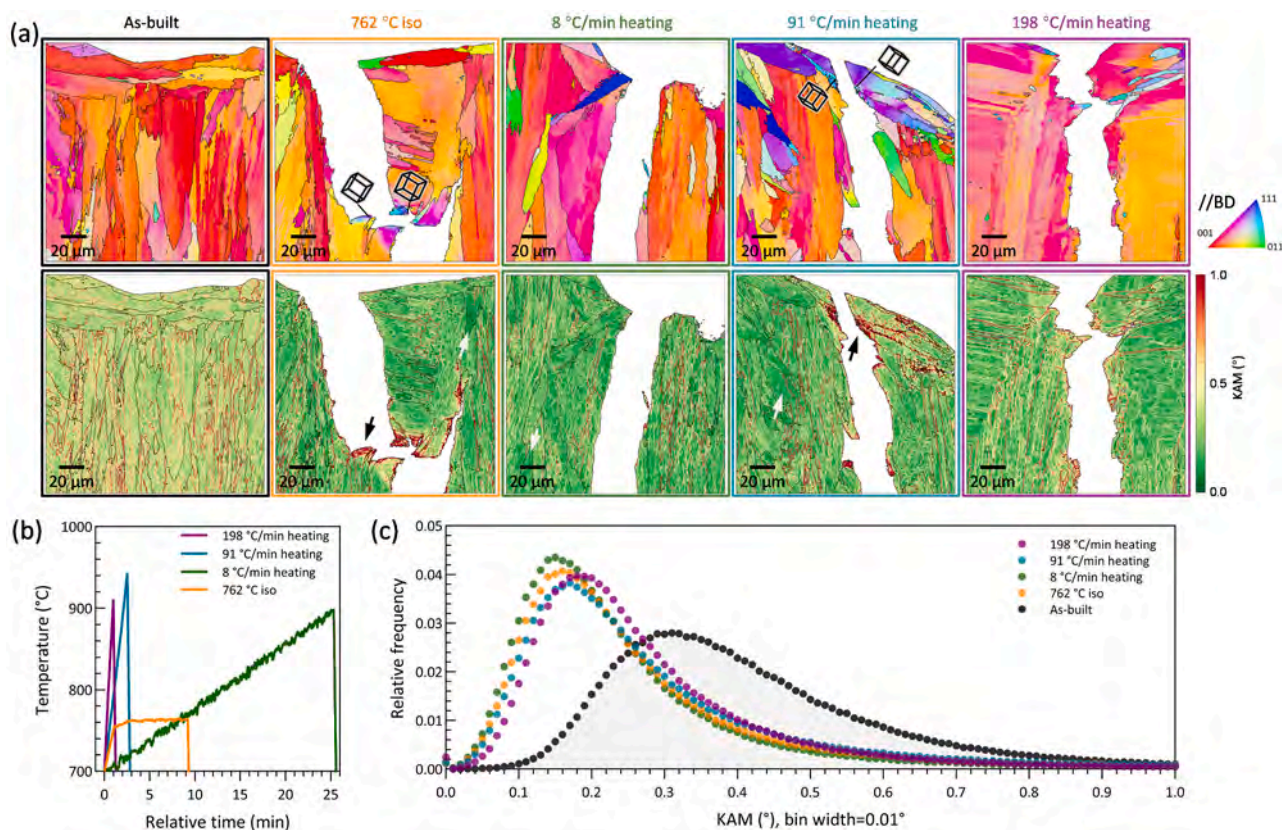 (a)
As-built
762 °C iso
8 °C/min heating
91 °C/min heating
198 °C/min heating
20 µm
20 µm
20 µm
20 µm
20 µm
//BD
111
001
011
20 µm
20 µm
20 µm
20 µm
20 µm
1.0
0.5
0.0
KAM (°)
(b)
1000
900
800
700
Temperature (°C)
198 °C/min heating
91 °C/min heating
8 °C/min heating
762 °C iso
0
5
10
15
20
25
Relative time (min)
(c)
0.05
0.04
0.03
0.02
0.01
0.00
Relative frequency
198 °C/min heating
91 °C/min heating
8 °C/min heating
762 °C iso
As-built
0.0
0.1
0.2
0.3
0.4
0.5
0.6
0.7
0.8
0.9
1.0
KAM (°), bin width=0.01°